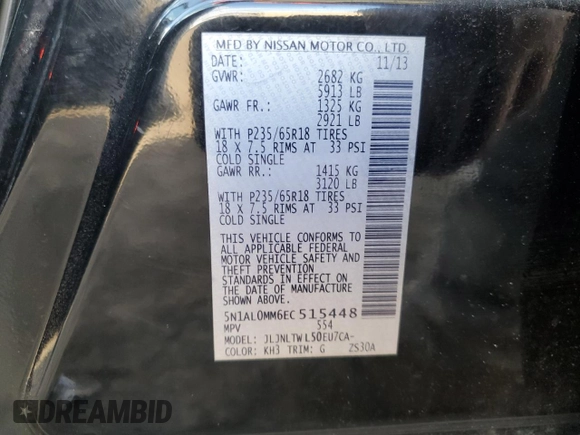 MFD BY NISSAN MOTOR CO., LTD.
DATE: 11/13
GVWR: 2682 KG
5913 LB
GAWR FR.: 1325 KG
2921 LB
WITH P235/65R18 TIRES
18 X 7.5 RIMS AT 33 PSI
COLD SINGLE
GAWR RR.: 1415 KG
3120 LB
WITH P235/65R18 TIRES
18 X 7.5 RIMS AT 33 PSI
COLD SINGLE
THIS VEHICLE CONFORMS TO
ALL APPLICABLE FEDERAL
MOTOR VEHICLE SAFETY AND
THEFT PREVENTION
STANDARDS IN EFFECT ON
THE DATE OF MANUFACTURE
SHOWN ABOVE.
5N1AL0MM6EC515448
MPV 554
MODEL: JLJNLTWL50EU7CA-
COLOR: KH3 TRIM: G ZS30A
DREAMBID